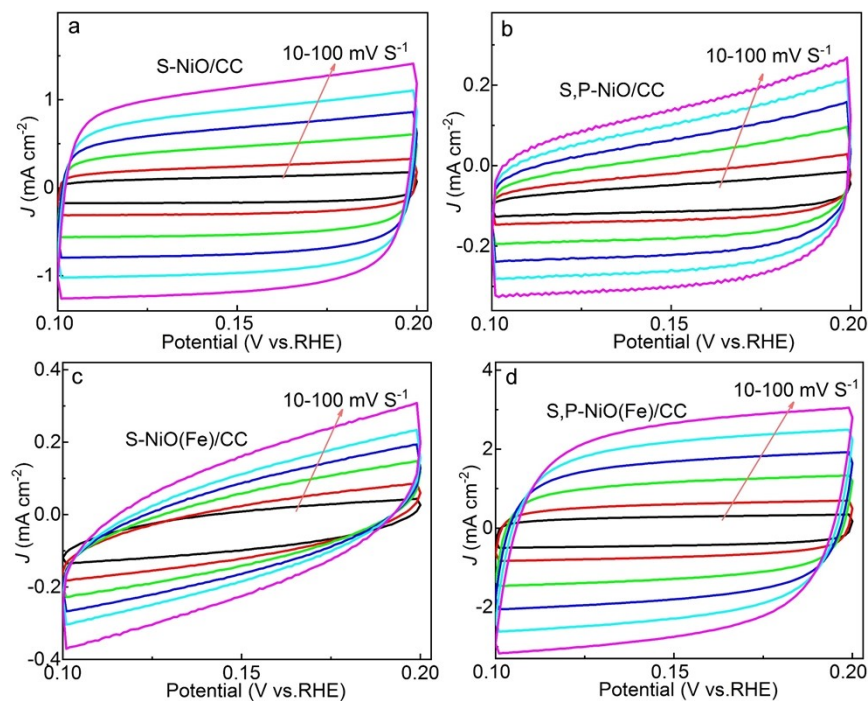 a
S-NiO/CC
10-100 mV S⁻¹
1
0
-1
J (mA cm⁻²)
0.10
0.15
0.20
Potential (V vs.RHE)
b
S,P-NiO/CC
10-100 mV S⁻¹
0.2
0.0
-0.2
J (mA cm⁻²)
0.10
0.15
0.20
Potential (V vs.RHE)
c
S-NiO(Fe)/CC
10-100 mV S⁻¹
0.4
0.2
0.0
-0.2
-0.4
J (mA cm⁻²)
0.10
0.15
0.20
Potential (V vs.RHE)
d
S,P-NiO(Fe)/CC
10-100 mV S⁻¹
4
2
0
-2
J (mA cm⁻²)
0.10
0.15
0.20
Potential (V vs.RHE)